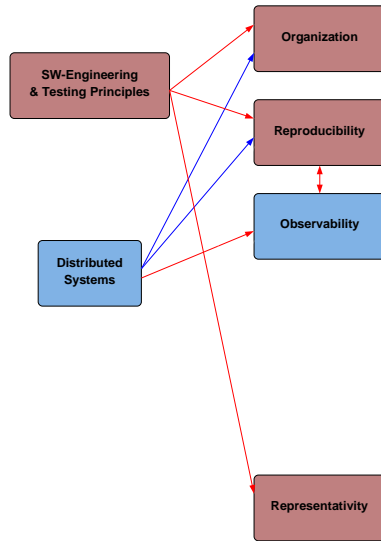 Organization
SW-Engineering
& Testing Principles
Reproducibility
Observability
Distributed
Systems
Representativity